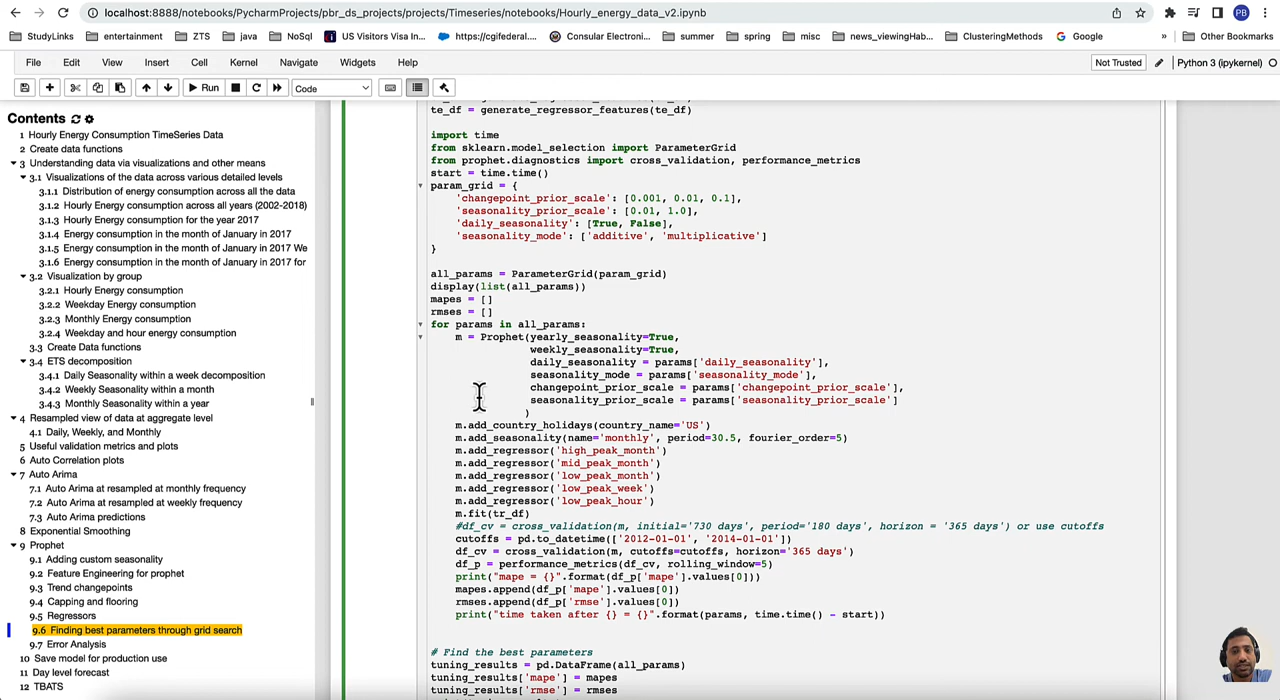 localhost:8888/notebooks/PycharmProjects/pbr_ds_projects/projects/Timeseries/notebooks/Hourly_energy_data_v2.ipynb
PB
StudyLinks entertainment ZTS java NoSql US Visitors Visa In... https://cgifederal.... Consular Electroni... summer spring misc news_viewingHab... ClusteringMethods Google » Other Bookmarks
File Edit View Insert Cell Kernel Navigate Widgets Help Not Trusted Python 3 (ipykernel)
Run Code
Contents
1 Hourly Energy Consumption TimeSeries Data
2 Create data functions
3 Understanding data via visualizations and other means
3.1 Visualizations of the data across various detailed levels
3.1.1 Distribution of energy consumption across all the data
3.1.2 Hourly Energy consumption across all years (2002-2018)
3.1.3 Hourly Energy consumption for the year 2017
3.1.4 Energy consumption in the month of January in 2017
3.1.5 Energy consumption in the month of January in 2017 We
3.1.6 Energy consumption in the month of January in 2017 for
3.2 Visualization by group
3.2.1 Hourly Energy consumption
3.2.2 Weekday Energy consumption
3.2.3 Monthly Energy consumption
3.2.4 Weekday and hour energy consumption
3.3 Create Data functions
3.4 ETS decomposition
3.4.1 Daily Seasonality within a week decomposition
3.4.2 Weekly Seasonality within a month
3.4.3 Monthly Seasonality within a year
4 Resampled view of data at aggregate level
4.1 Daily, Weekly, and Monthly
5 Useful validation metrics and plots
6 Auto Correlation plots
7 Auto Arima
7.1 Auto Arima at resampled at monthly frequency
7.2 Auto Arima at resampled at weekly frequency
7.3 Auto Arima predictions
8 Exponential Smoothing
9 Prophet
9.1 Adding custom seasonality
9.2 Feature Engineering for prophet
9.3 Trend changepoints
9.4 Capping and flooring
9.5 Regressors
9.6 Finding best parameters through grid search
9.7 Error Analysis
10 Save model for production use
11 Day level forecast
12 TBATS
te_df = generate_regressor_features(te_df)
import time
from sklearn.model_selection import ParameterGrid
from prophet.diagnostics import cross_validation, performance_metrics
start = time.time()
param_grid = {
'changepoint_prior_scale': [0.001, 0.01, 0.1],
'seasonality_prior_scale': [0.01, 1.0],
'daily_seasonality': [True, False],
'seasonality_mode': ['additive', 'multiplicative']
}
all_params = ParameterGrid(param_grid)
display(list(all_params))
mapes = []
rmses = []
for params in all_params:
m = Prophet(yearly_seasonality=True,
weekly_seasonality=True,
daily_seasonality = params['daily_seasonality'],
seasonality_mode = params['seasonality_mode'],
changepoint_prior_scale = params['changepoint_prior_scale'],
seasonality_prior_scale = params['seasonality_prior_scale']
)
m.add_country_holidays(country_name='US')
m.add_seasonality(name='monthly', period=30.5, fourier_order=5)
m.add_regressor('high_peak_month')
m.add_regressor('mid_peak_month')
m.add_regressor('low_peak_month')
m.add_regressor('low_peak_week')
m.add_regressor('low_peak_hour')
m.fit(tr_df)
#df_cv = cross_validation(m, initial='730 days', period='180 days', horizon = '365 days') or use cutoffs
cutoffs = pd.to_datetime(['2012-01-01', '2014-01-01'])
df_cv = cross_validation(m, cutoffs=cutoffs, horizon='365 days')
df_p = performance_metrics(df_cv, rolling_window=5)
print("mape = {}".format(df_p['mape'].values[0]))
mapes.append(df_p['mape'].values[0])
rmses.append(df_p['rmse'].values[0])
print("time taken after {} = {}".format(params, time.time() - start))
# Find the best parameters
tuning_results = pd.DataFrame(all_params)
tuning_results['mape'] = mapes
tuning_results['rmse'] = rmses